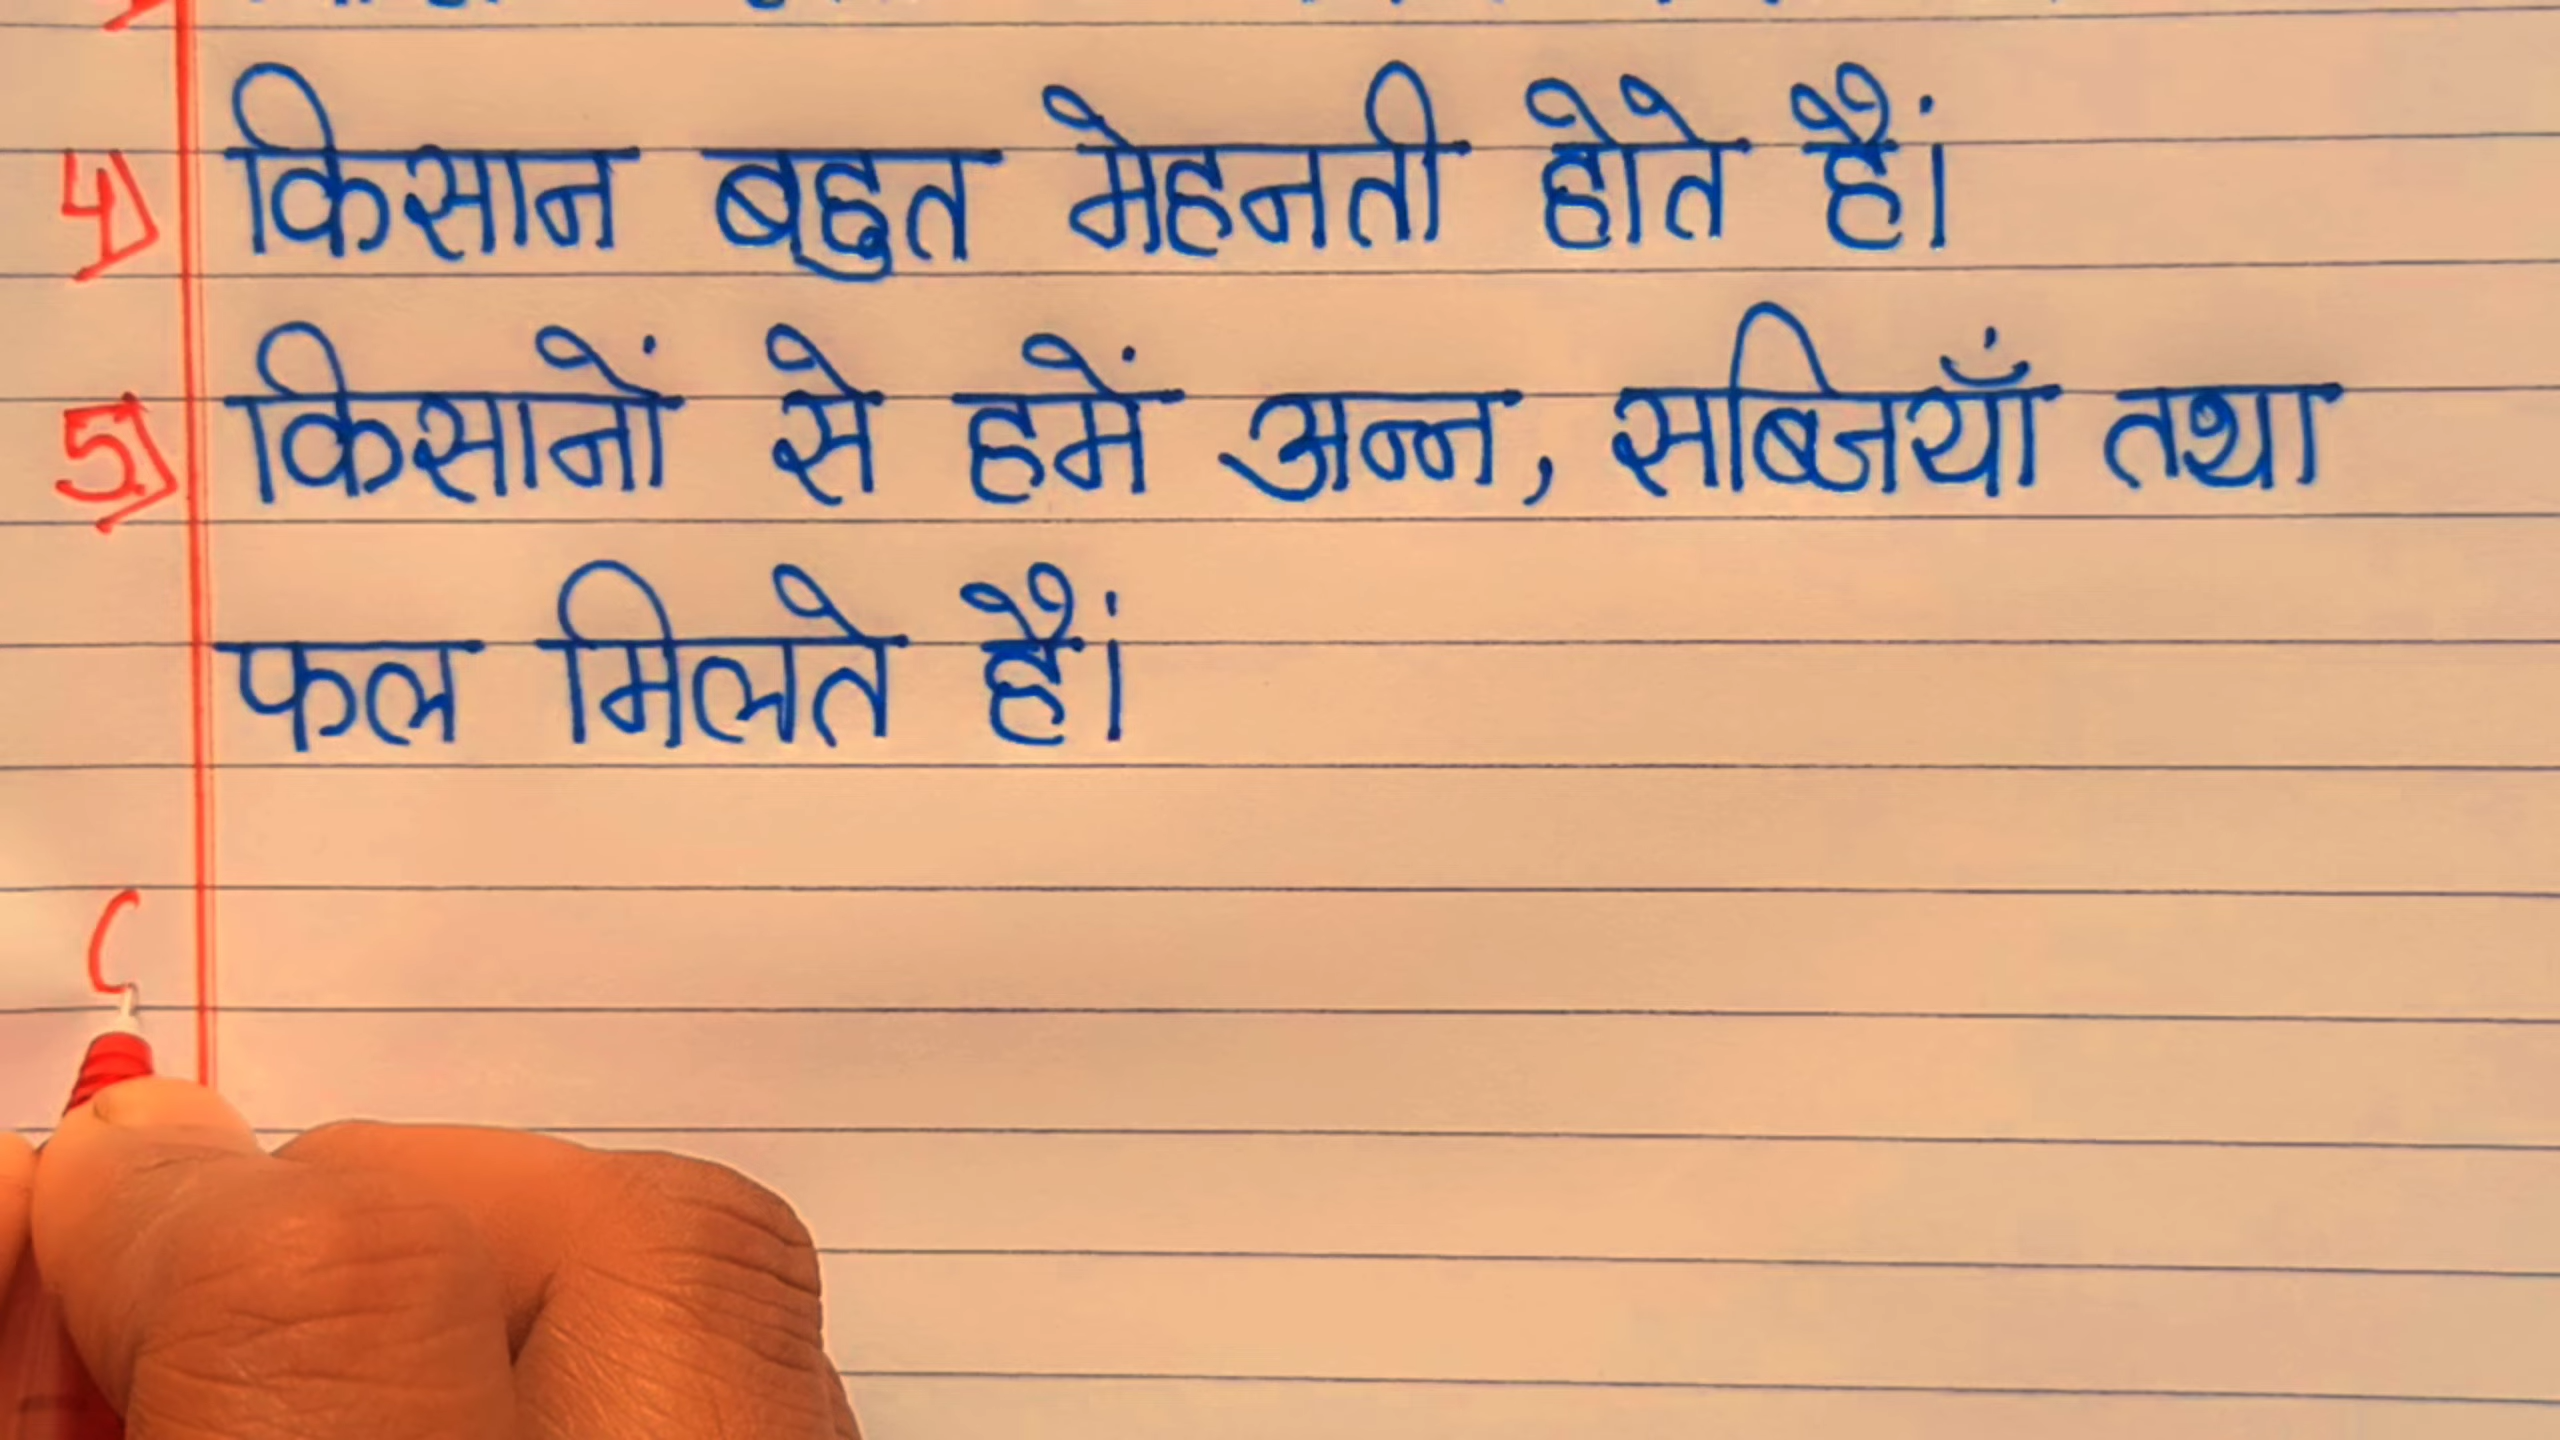 4) किसान बहुत मेहनती होते हैं।
5) किसानों से हमें अन्न, सब्जियाँ तथा
फल मिलते हैं।